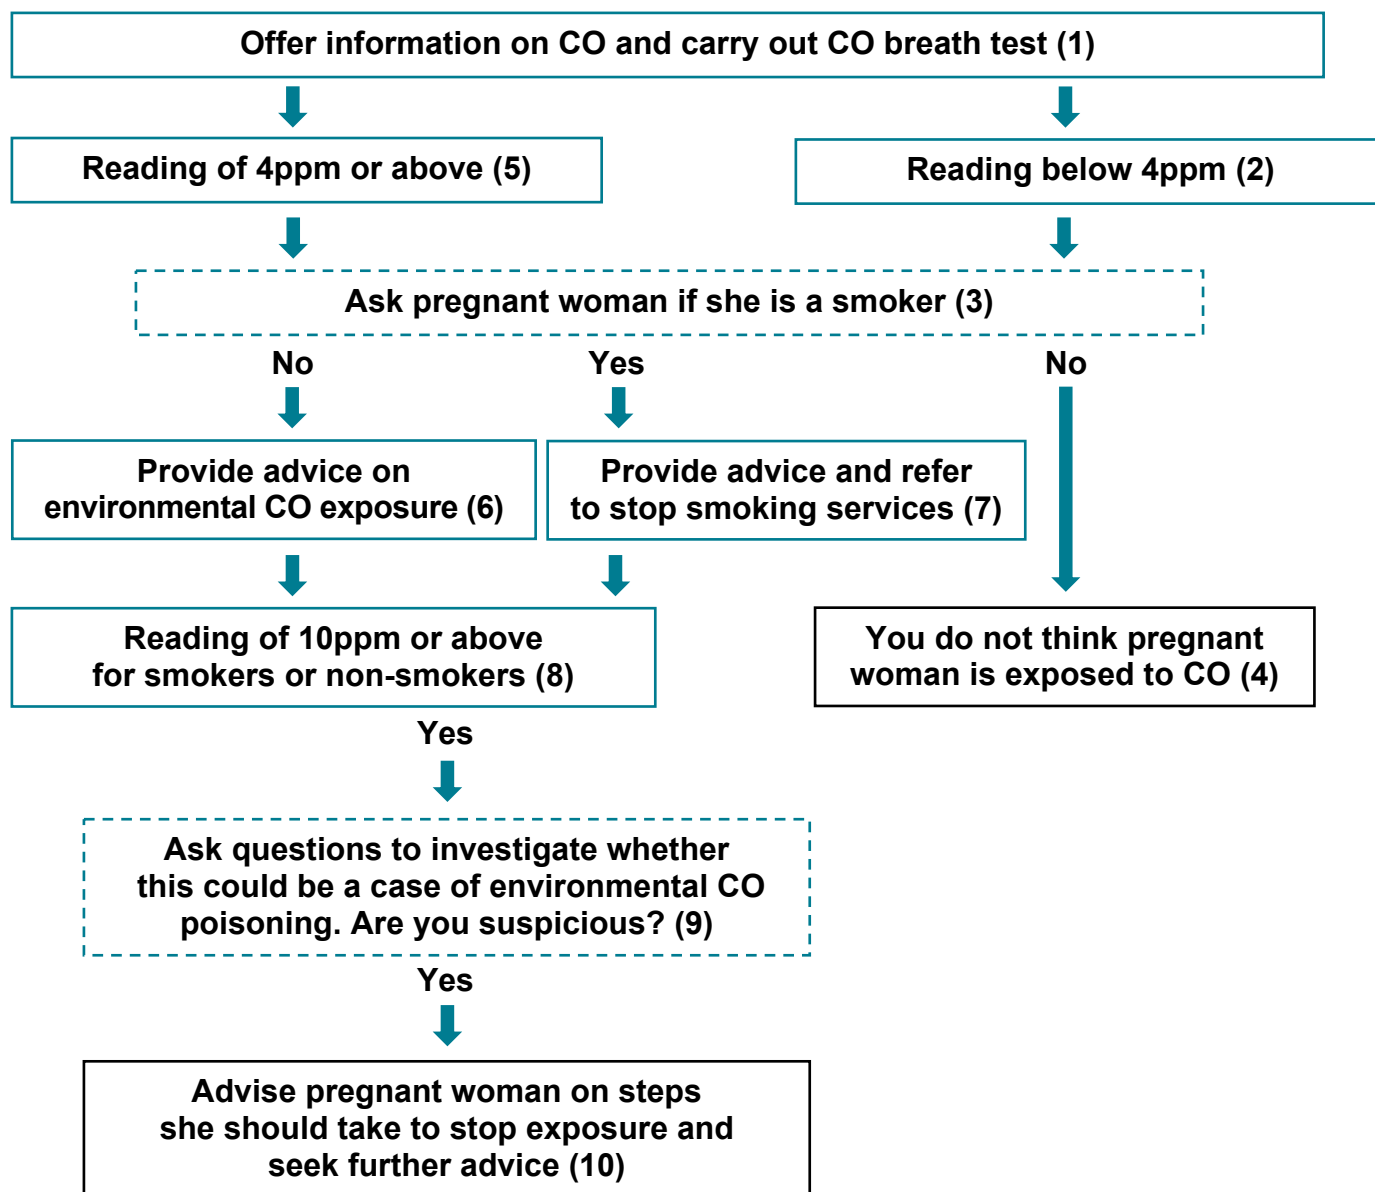 Offer information on CO and carry out CO breath test (1)
Reading of 4ppm or above (5)
Reading below 4ppm (2)
Ask pregnant woman if she is a smoker (3)
No
Yes
No
Provide advice on
environmental CO exposure (6)
Provide advice and refer
to stop smoking services (7)
Reading of 10ppm or above
for smokers or non-smokers (8)
You do not think pregnant
woman is exposed to CO (4)
Yes
Ask questions to investigate whether
this could be a case of environmental CO
poisoning. Are you suspicious? (9)
Yes
Advise pregnant woman on steps
she should take to stop exposure and
seek further advice (10)